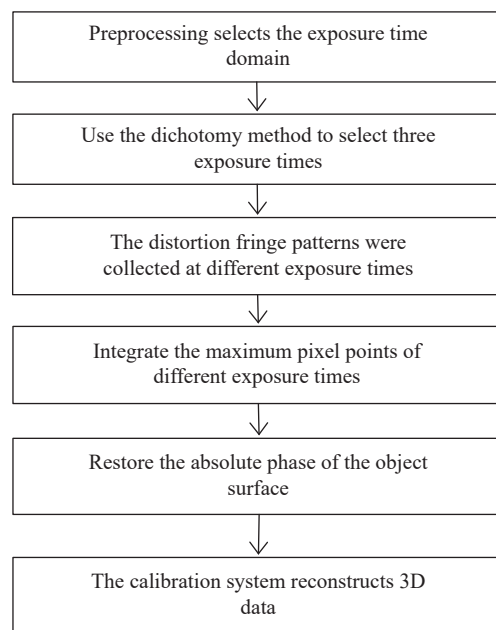 Preprocessing selects the exposure time
domain
Use the dichotomy method to select three
exposure times
The distortion fringe patterns were
collected at different exposure times
Integrate the maximum pixel points of
different exposure times
Restore the absolute phase of the object
surface
The calibration system reconstructs 3D
data